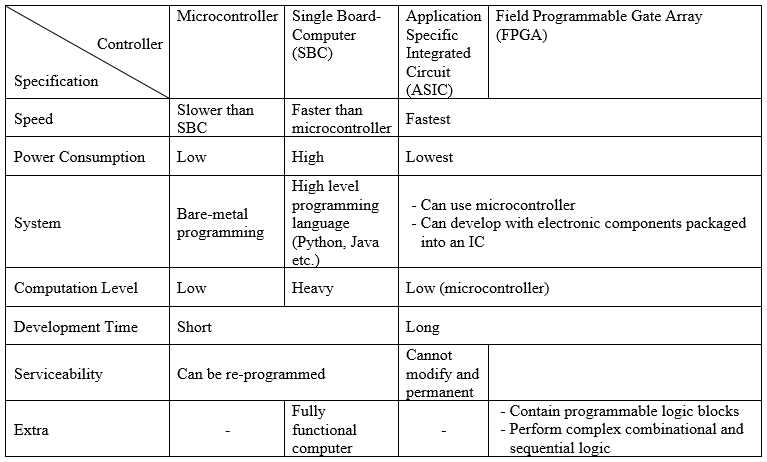 Controller
Specification
Microcontroller
Single Board-
Computer
(SBC)
Application
Specific
Integrated
Circuit
(ASIC)
Field Programmable Gate Array
(FPGA)
Speed
Slower than
SBC
Faster than
microcontroller
Fastest
Power Consumption
Low
High
Lowest
System
Bare-metal
programming
High level
programming
language
(Python, Java
etc.)
- Can use microcontroller
- Can develop with electronic components packaged
into an IC
Computation Level
Low
Heavy
Low (microcontroller)
Development Time
Short
Long
Serviceability
Can be re-programmed
Cannot
modify and
permanent
Extra
-
Fully
functional
computer
-
- Contain programmable logic blocks
- Perform complex combinational and
sequential logic